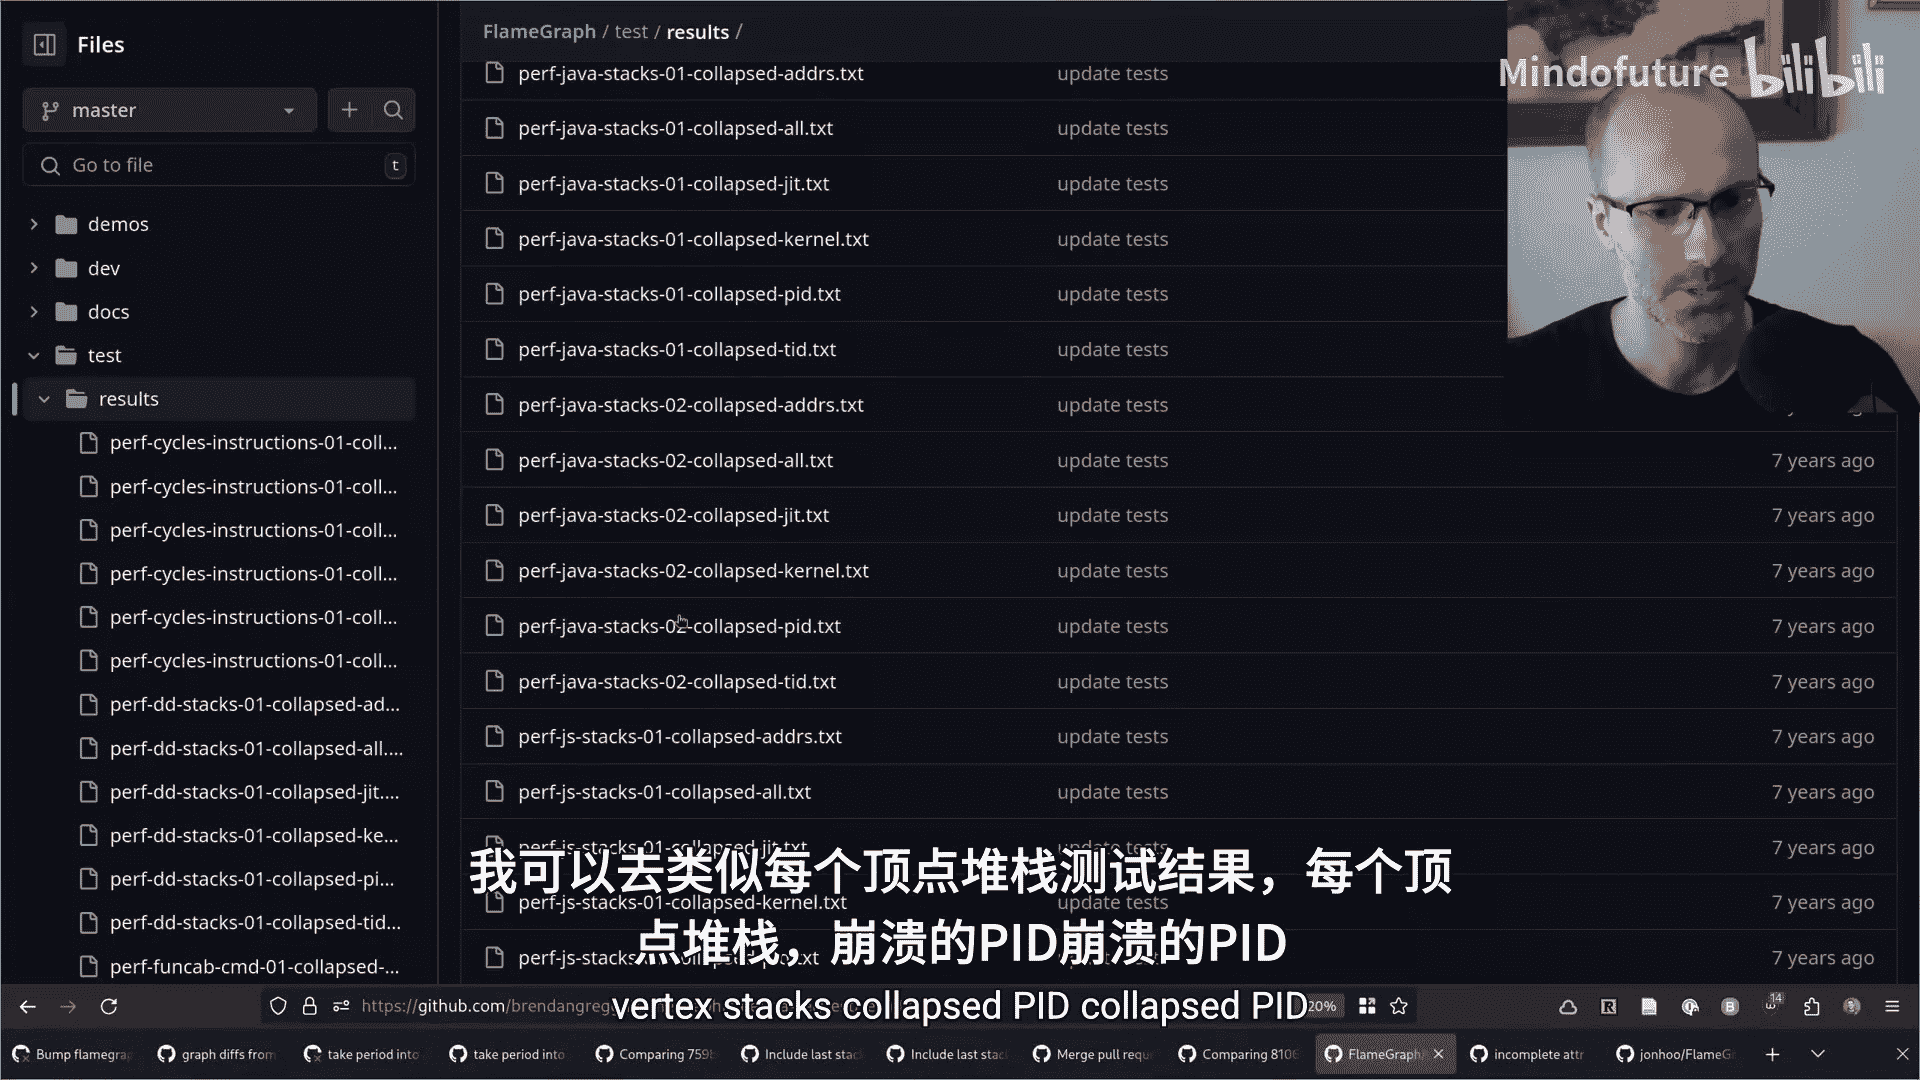 Files
master
Go to file
t
demos
dev
docs
test
results
perf-cycles-instructions-01-coll...
perf-cycles-instructions-01-coll...
perf-cycles-instructions-01-coll...
perf-cycles-instructions-01-coll...
perf-cycles-instructions-01-coll...
perf-cycles-instructions-01-coll...
perf-dd-stacks-01-collapsed-ad...
perf-dd-stacks-01-collapsed-all....
perf-dd-stacks-01-collapsed-jit....
perf-dd-stacks-01-collapsed-ke...
perf-dd-stacks-01-collapsed-pi...
perf-dd-stacks-01-collapsed-tid...
perf-funcab-cmd-01-collapsed-...
FlameGraph / test / results /
Mindofuture bilibili
perf-java-stacks-01-collapsed-addrs.txt update tests
perf-java-stacks-01-collapsed-all.txt update tests
perf-java-stacks-01-collapsed-jit.txt update tests
perf-java-stacks-01-collapsed-kernel.txt update tests
perf-java-stacks-01-collapsed-pid.txt update tests
perf-java-stacks-01-collapsed-tid.txt update tests
perf-java-stacks-02-collapsed-addrs.txt update tests
perf-java-stacks-02-collapsed-all.txt update tests 7 years ago
perf-java-stacks-02-collapsed-jit.txt update tests 7 years ago
perf-java-stacks-02-collapsed-kernel.txt update tests 7 years ago
perf-java-stacks-02-collapsed-pid.txt update tests 7 years ago
perf-java-stacks-02-collapsed-tid.txt update tests 7 years ago
perf-js-stacks-01-collapsed-addrs.txt update tests 7 years ago
perf-js-stacks-01-collapsed-all.txt update tests 7 years ago
perf-js-stacks-01-collapsed-jit.txt 7 years ago
perf-js-stacks-01-collapsed-kernel.txt update tests 7 years ago
7 years ago
我可以去类似每个顶点堆栈测试结果，每个顶
点堆栈，崩溃的PID崩溃的PID
vertex stacks collapsed PID collapsed PID
https://github.com/brendangreg 20% 14
Bump flamegra graph diffs from take period into take period into Comparing 759 Include last stac Include last stac Merge pull requ Comparing 810 FlameGraph incomplete attr jonhoo/FlameG